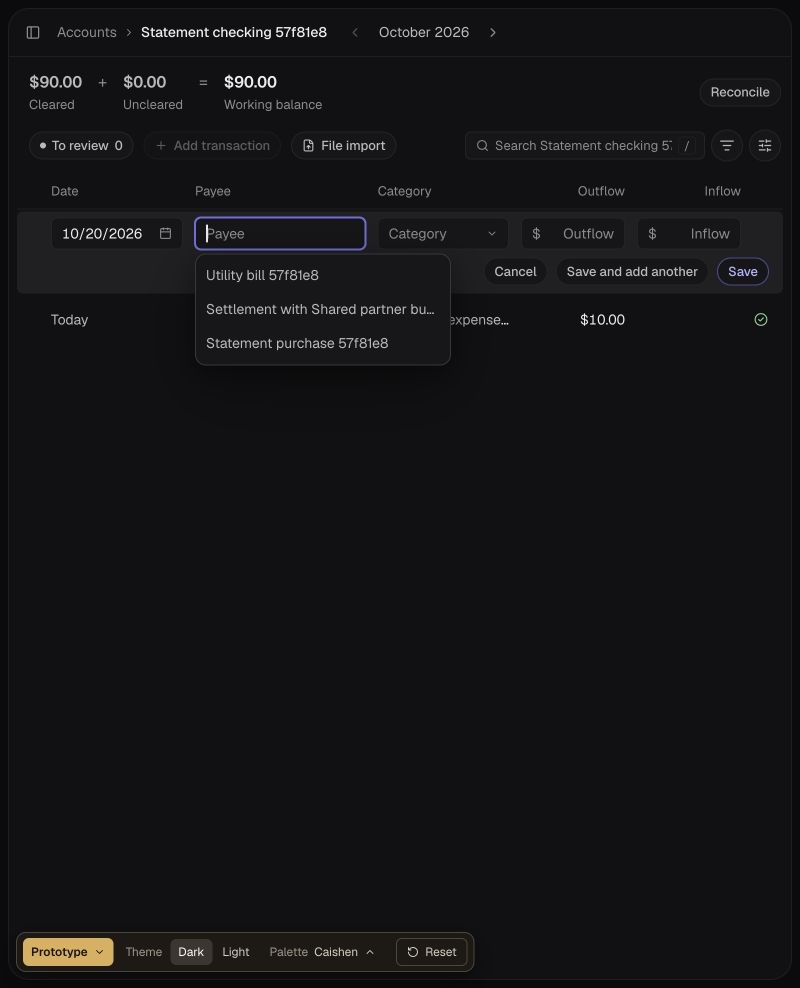 Accounts > Statement checking 57f81e8 < October 2026 >
$90.00 + $0.00 = $90.00
Cleared Uncleared Working balance
Reconcile
To review 0 + Add transaction File import Search Statement checking 57 /
Date Payee Category Outflow Inflow
10/20/2026 Payee Category $ Outflow $ Inflow
Cancel Save and add another Save
Utility bill 57f81e8
Settlement with Shared partner bu...
Statement purchase 57f81e8
Today expense... $10.00
Prototype Theme Dark Light Palette Caishen Reset